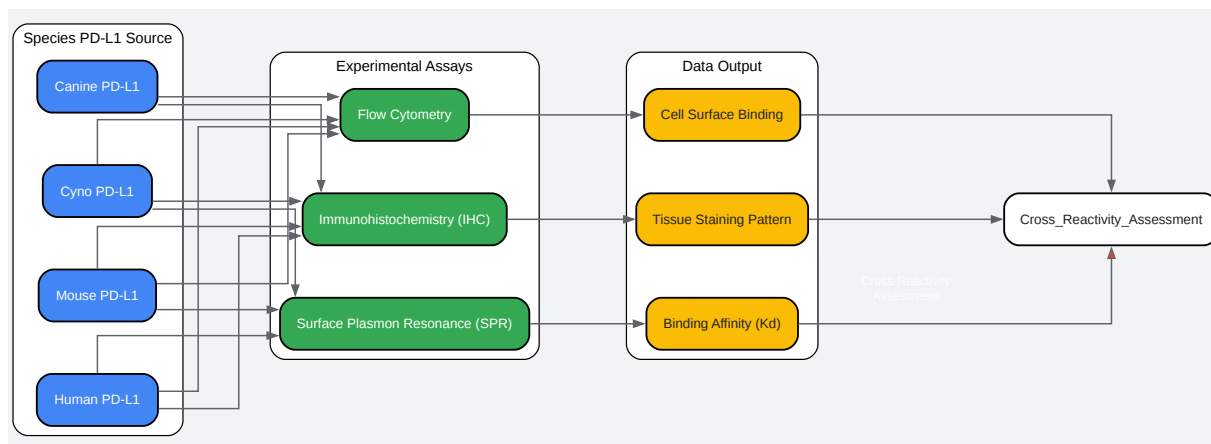 Species PD-L1 Source
Canine PD-L1
Cyno PD-L1
Mouse PD-L1
Human PD-L1
Experimental Assays
Flow Cytometry
Immunohistochemistry (IHC)
Surface Plasmon Resonance (SPR)
Data Output
Cell Surface Binding
Tissue Staining Pattern
Binding Affinity (Kd)
Cross-Reactivity
Assessment
Cross_Reactivity_Assessment